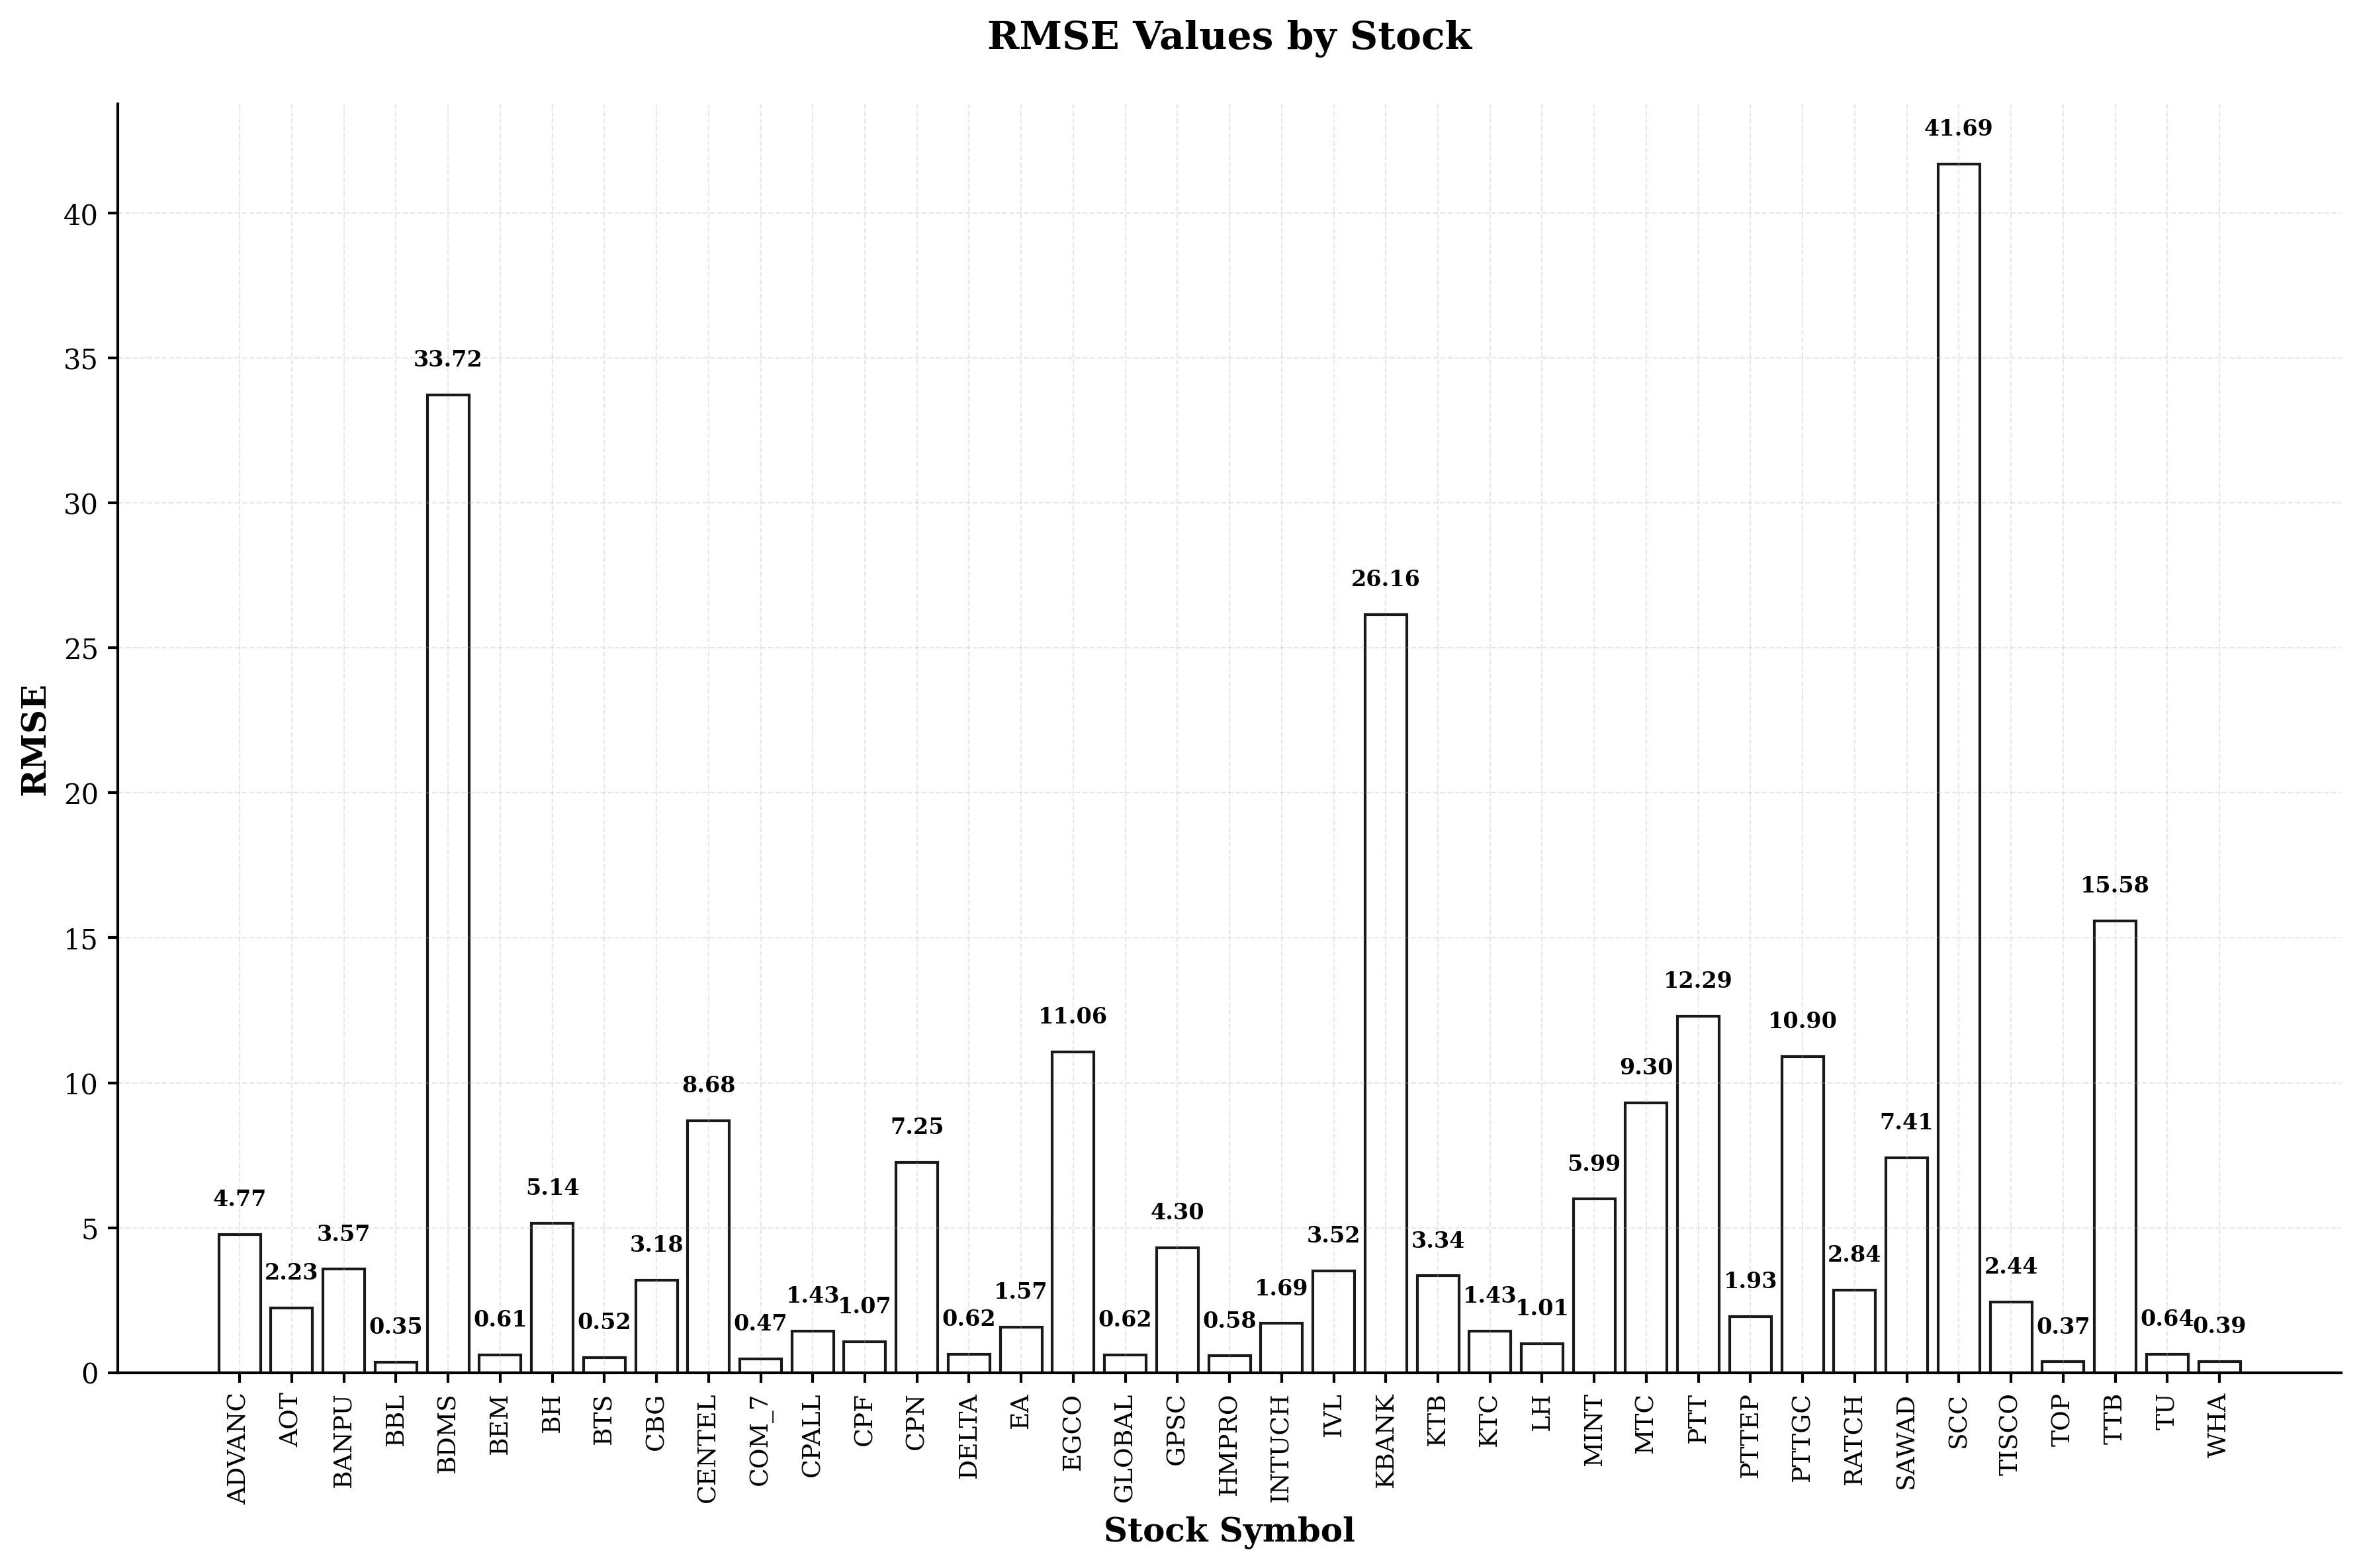 RMSE Values by Stock
RMSE
40
35
30
25
20
15
10
5
0
4.77
2.23
3.57
0.35
33.72
0.61
5.14
0.52
3.18
8.68
0.47
1.43
1.07
7.25
0.62
1.57
11.06
0.62
4.30
0.58
1.69
3.52
26.16
3.34
1.43
1.01
5.99
9.30
12.29
1.93
10.90
2.84
7.41
41.69
2.44
0.37
15.58
0.64
0.39
ADVANC
AOT
BANPU
BBL
BDMS
BEM
BH
BTS
CBG
CENTEL
COM_7
CPALL
CPF
CPN
DELTA
EA
EGCO
GLOBAL
GPSC
HMPRO
INTUCH
IVL
KBANK
KTB
KTC
LH
MINT
MTC
PTT
PTTEP
PTTGC
RATCH
SAWAD
SCC
TISCO
TOP
TTB
TU
WHA
Stock Symbol